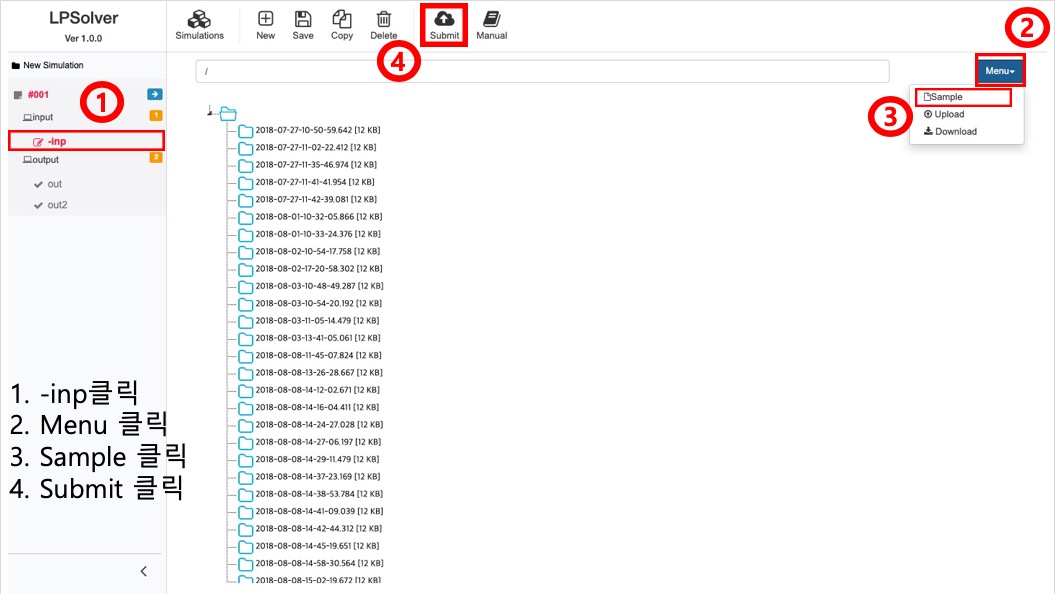 LPSolver
Ver 1.0.0
Simulations
New
Save
Copy
Delete
Submit
Manual
2
4
New Simulation
/
Menu
#001
1
input
1
-inp
output
2
out
out2
Sample
3
Upload
Download
2018-07-27-10-50-59.642 [12 KB]
2018-07-27-11-02-22.412 [12 KB]
2018-07-27-11-35-46.974 [12 KB]
2018-07-27-11-41-41.954 [12 KB]
2018-07-27-11-42-39.081 [12 KB]
2018-08-01-10-32-05.866 [12 KB]
2018-08-01-10-33-24.376 [12 KB]
2018-08-02-10-54-17.758 [12 KB]
2018-08-02-17-20-58.302 [12 KB]
2018-08-03-10-48-49.287 [12 KB]
2018-08-03-10-54-20.192 [12 KB]
2018-08-03-11-05-14.479 [12 KB]
2018-08-03-13-41-05.061 [12 KB]
2018-08-08-11-45-07.824 [12 KB]
2018-08-08-13-26-28.667 [12 KB]
2018-08-08-14-12-02.671 [12 KB]
2018-08-08-14-16-04.411 [12 KB]
2018-08-08-14-24-27.028 [12 KB]
2018-08-08-14-27-06.197 [12 KB]
2018-08-08-14-29-11.479 [12 KB]
2018-08-08-14-37-23.169 [12 KB]
2018-08-08-14-38-53.784 [12 KB]
2018-08-08-14-41-09.039 [12 KB]
2018-08-08-14-42-44.312 [12 KB]
2018-08-08-14-45-19.651 [12 KB]
2018-08-08-14-58-30.564 [12 KB]
2018-08-08-15-02-19.672 [12 KB]
1. -inp클릭
2. Menu 클릭
3. Sample 클릭
4. Submit 클릭